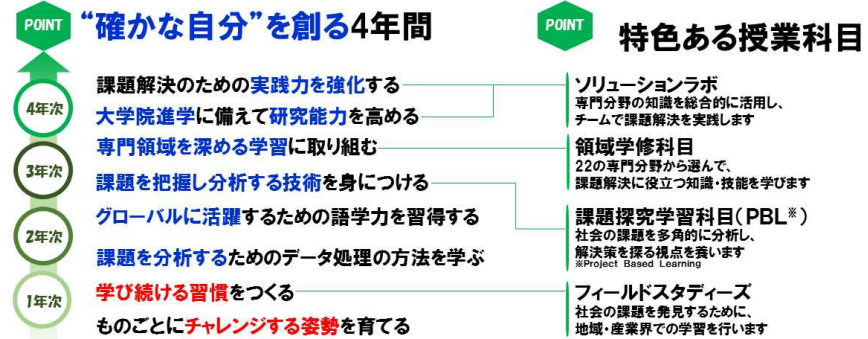 POINT
“確かな自分”を創る4年間
4年次
課題解決のための実践力を強化する
大学院進学に備えて研究能力を高める
3年次
専門領域を深める学習に取り組む
課題を把握し分析する技術を身につける
2年次
グローバルに活躍するための語学力を習得する
課題を分析するためのデータ処理の方法を学ぶ
1年次
学び続ける習慣をつくる
ものごとにチャレンジする姿勢を育てる
POINT
特色ある授業科目
ソリューションラボ
専門分野の知識を総合的に活用し、
チームで課題解決を実践します
領域学修科目
22の専門分野から選んで、
課題解決に役立つ知識・技能を学びます
課題探究学習科目(PBL※)
社会の課題を多角的に分析し、
解決策を探る視点を養います
※Project Based Learning
フィールドスタディーズ
社会の課題を発見するために、
地域・産業界での学習を行います